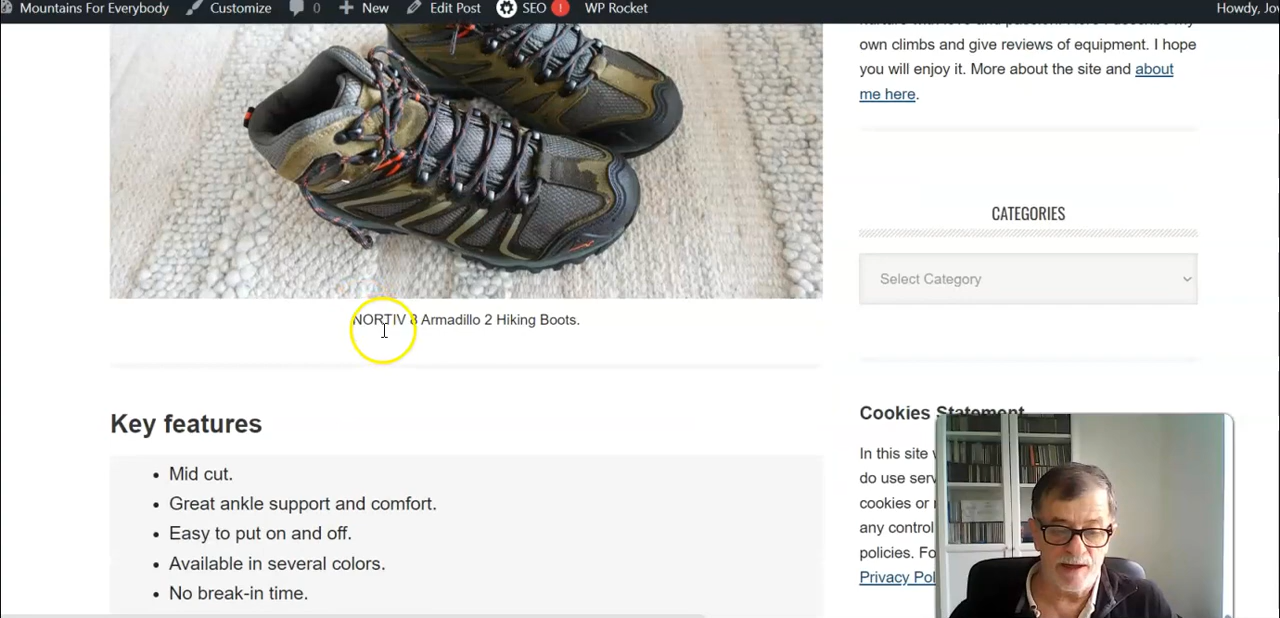 Mountains For Everybody Customize 0 New Edit Post SEO ! WP Rocket Howdy, Jov
own climbs and give reviews of equipment. I hope
you will enjoy it. More about the site and about
me here.
CATEGORIES
Select Category
NORTIV 8 Armadillo 2 Hiking Boots.
Key features
Mid cut.
Great ankle support and comfort.
Easy to put on and off.
Available in several colors.
No break-in time.
Cookies Statement
In this site
do use
cookies or
any control
policies.
Privacy